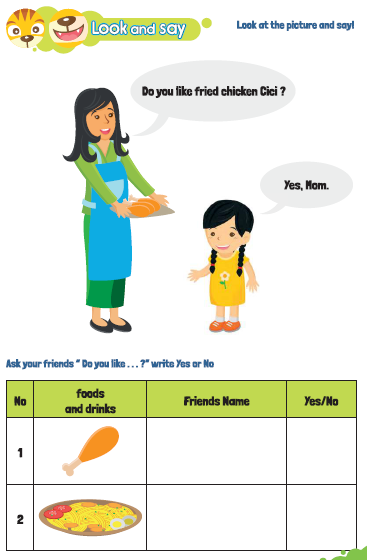 Look and say
Look at the picture and say!
Do you like fried chicken Cici ?
Yes, Mom.
Ask your friends " Do you like . . . ?" write Yes or No
No
foods
and drinks
Friends Name
Yes/No
1
2